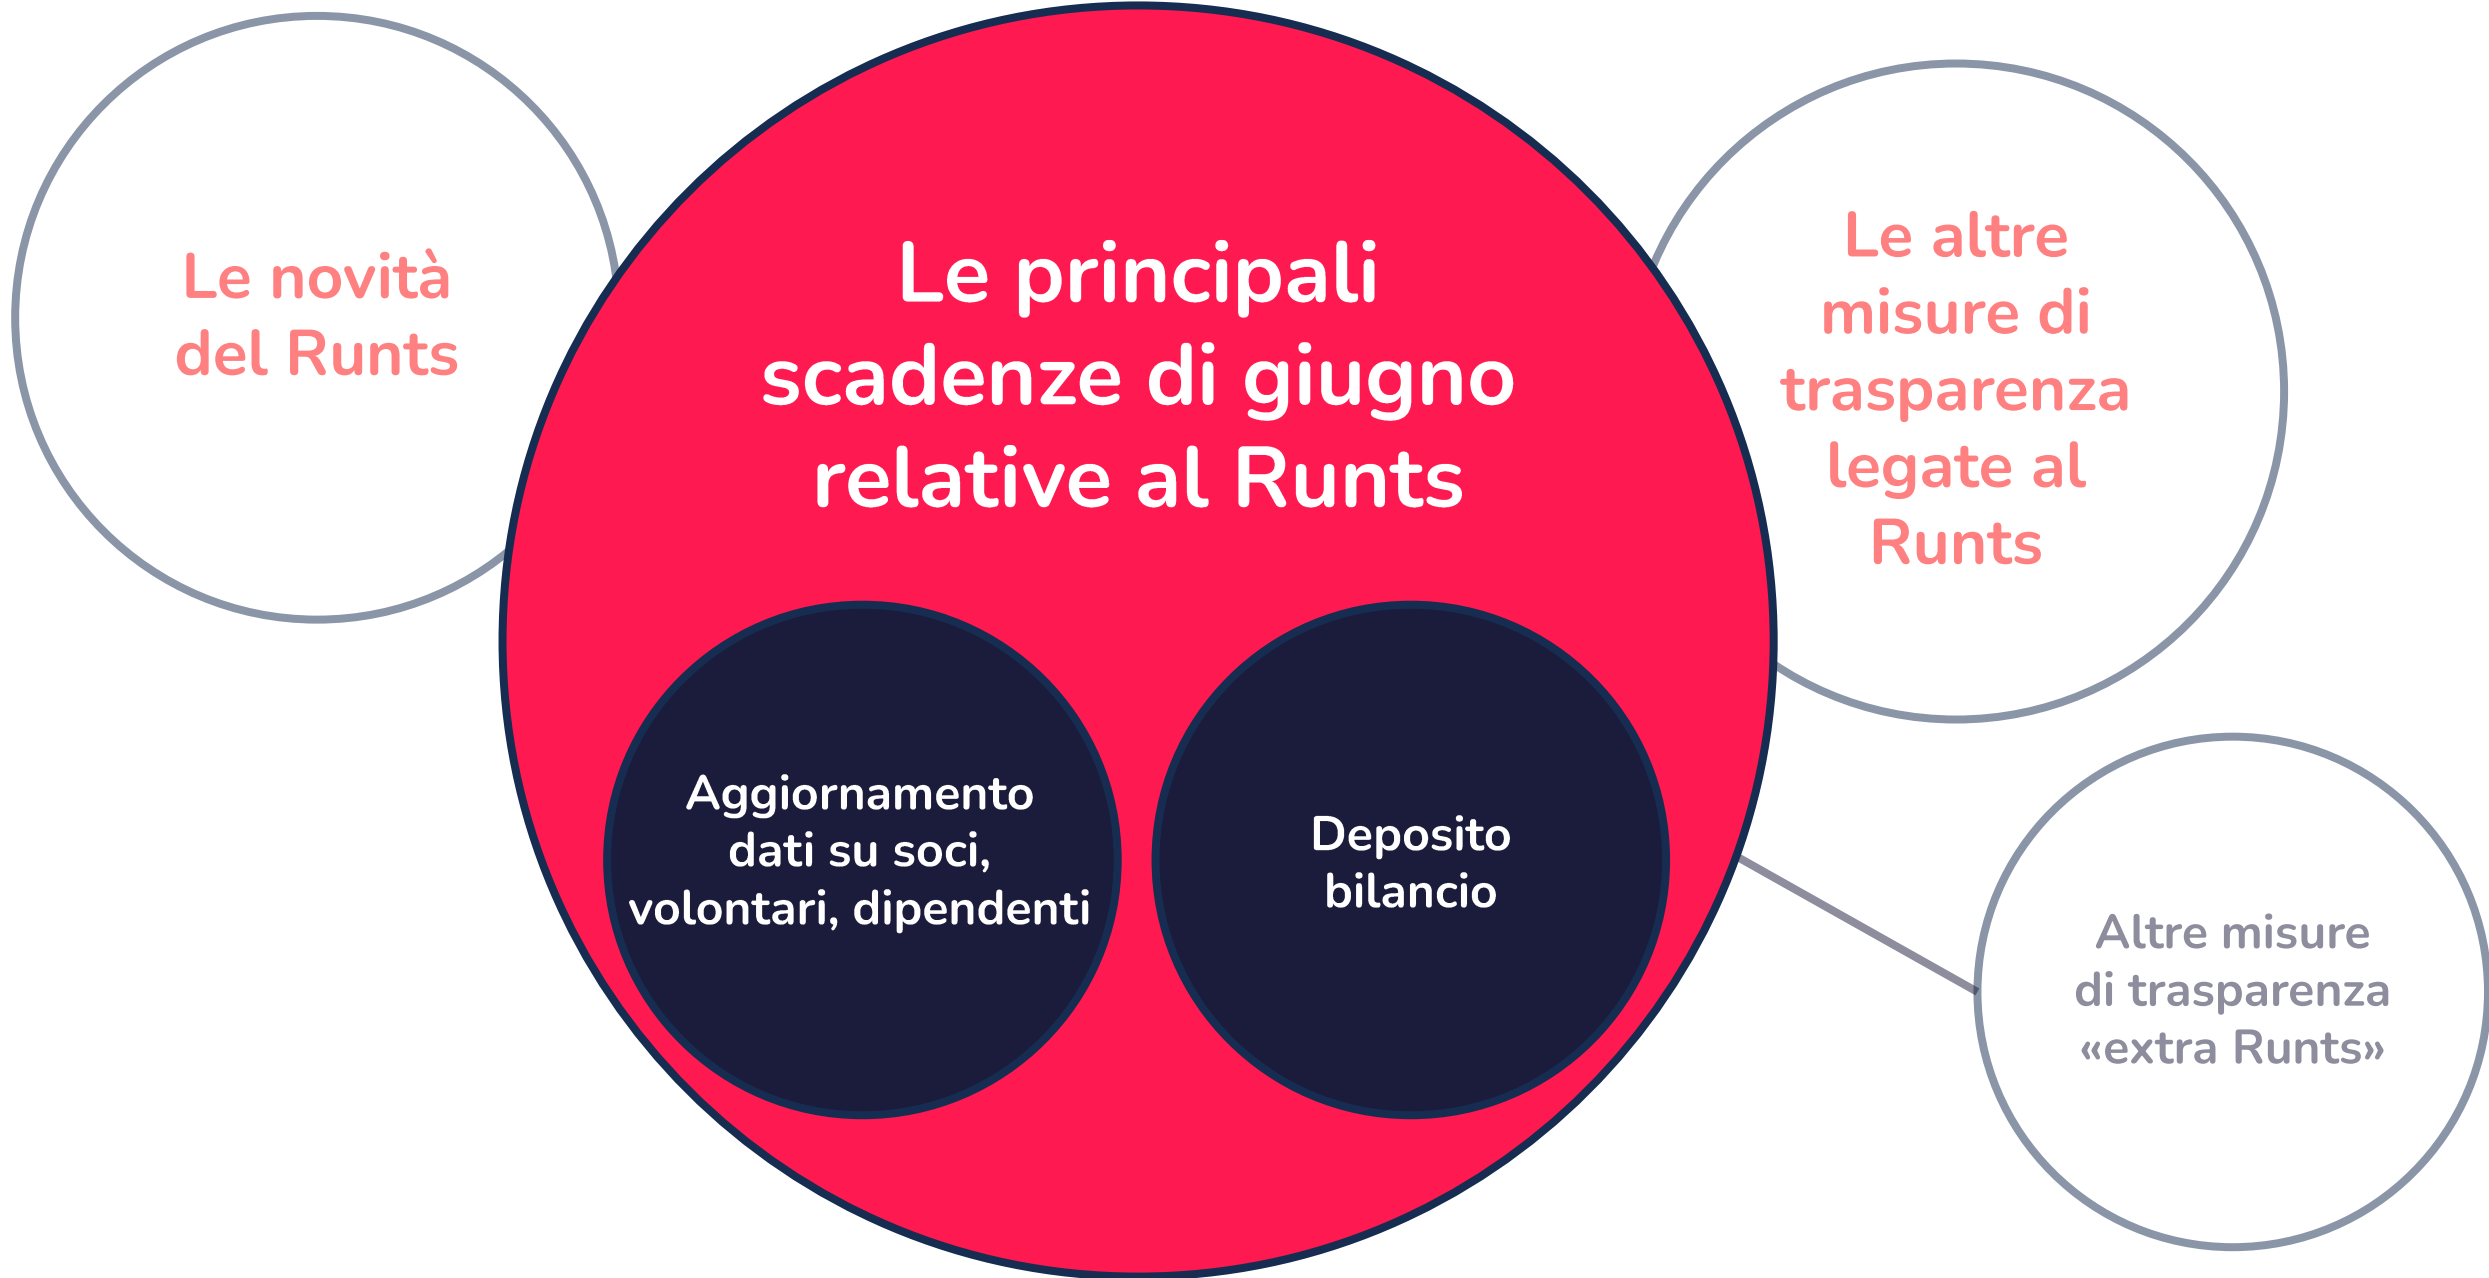 Le novità
del Runts
Le principali
scadenze di giugno
relative al Runts
Aggiornamento
dati su soci,
volontari, dipendenti
Deposito
bilancio
Le altre
misure di
trasparenza
legate al
Runts
Altre misure
di trasparenza
«extra Runts»